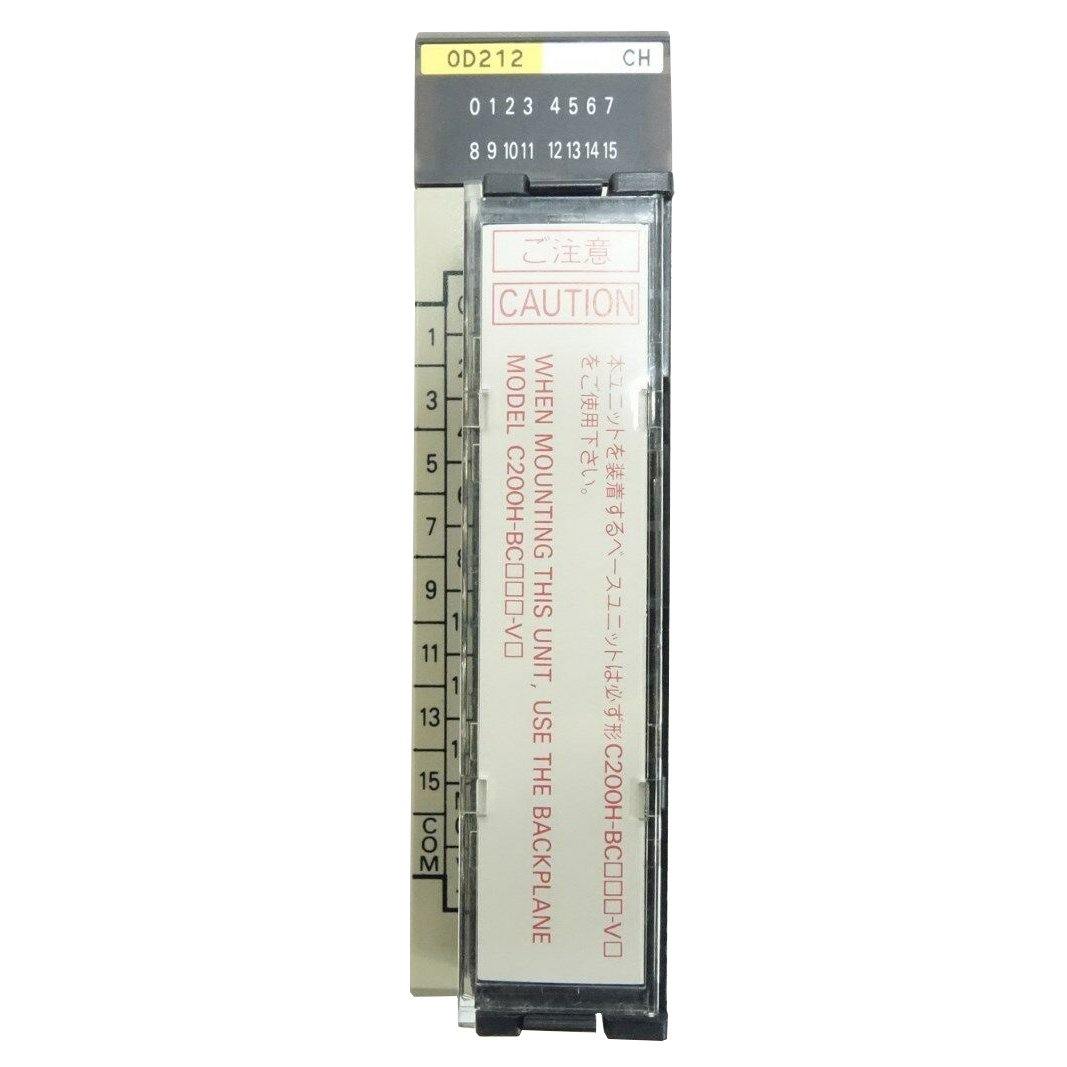 OD212 CH
0 1 2 3 4 5 6 7
8 9 10 11 12 13 14 15
ご注意
CAUTION
本ユニットを装着するベースユニットは必ず形C200H-BC□□□-V□
をご使用下さい。
WHEN MOUNTING THIS UNIT, USE THE BACKPLANE
MODEL C200H-BC□□□-V□
1
3
5
7
9
11
13
15
COM